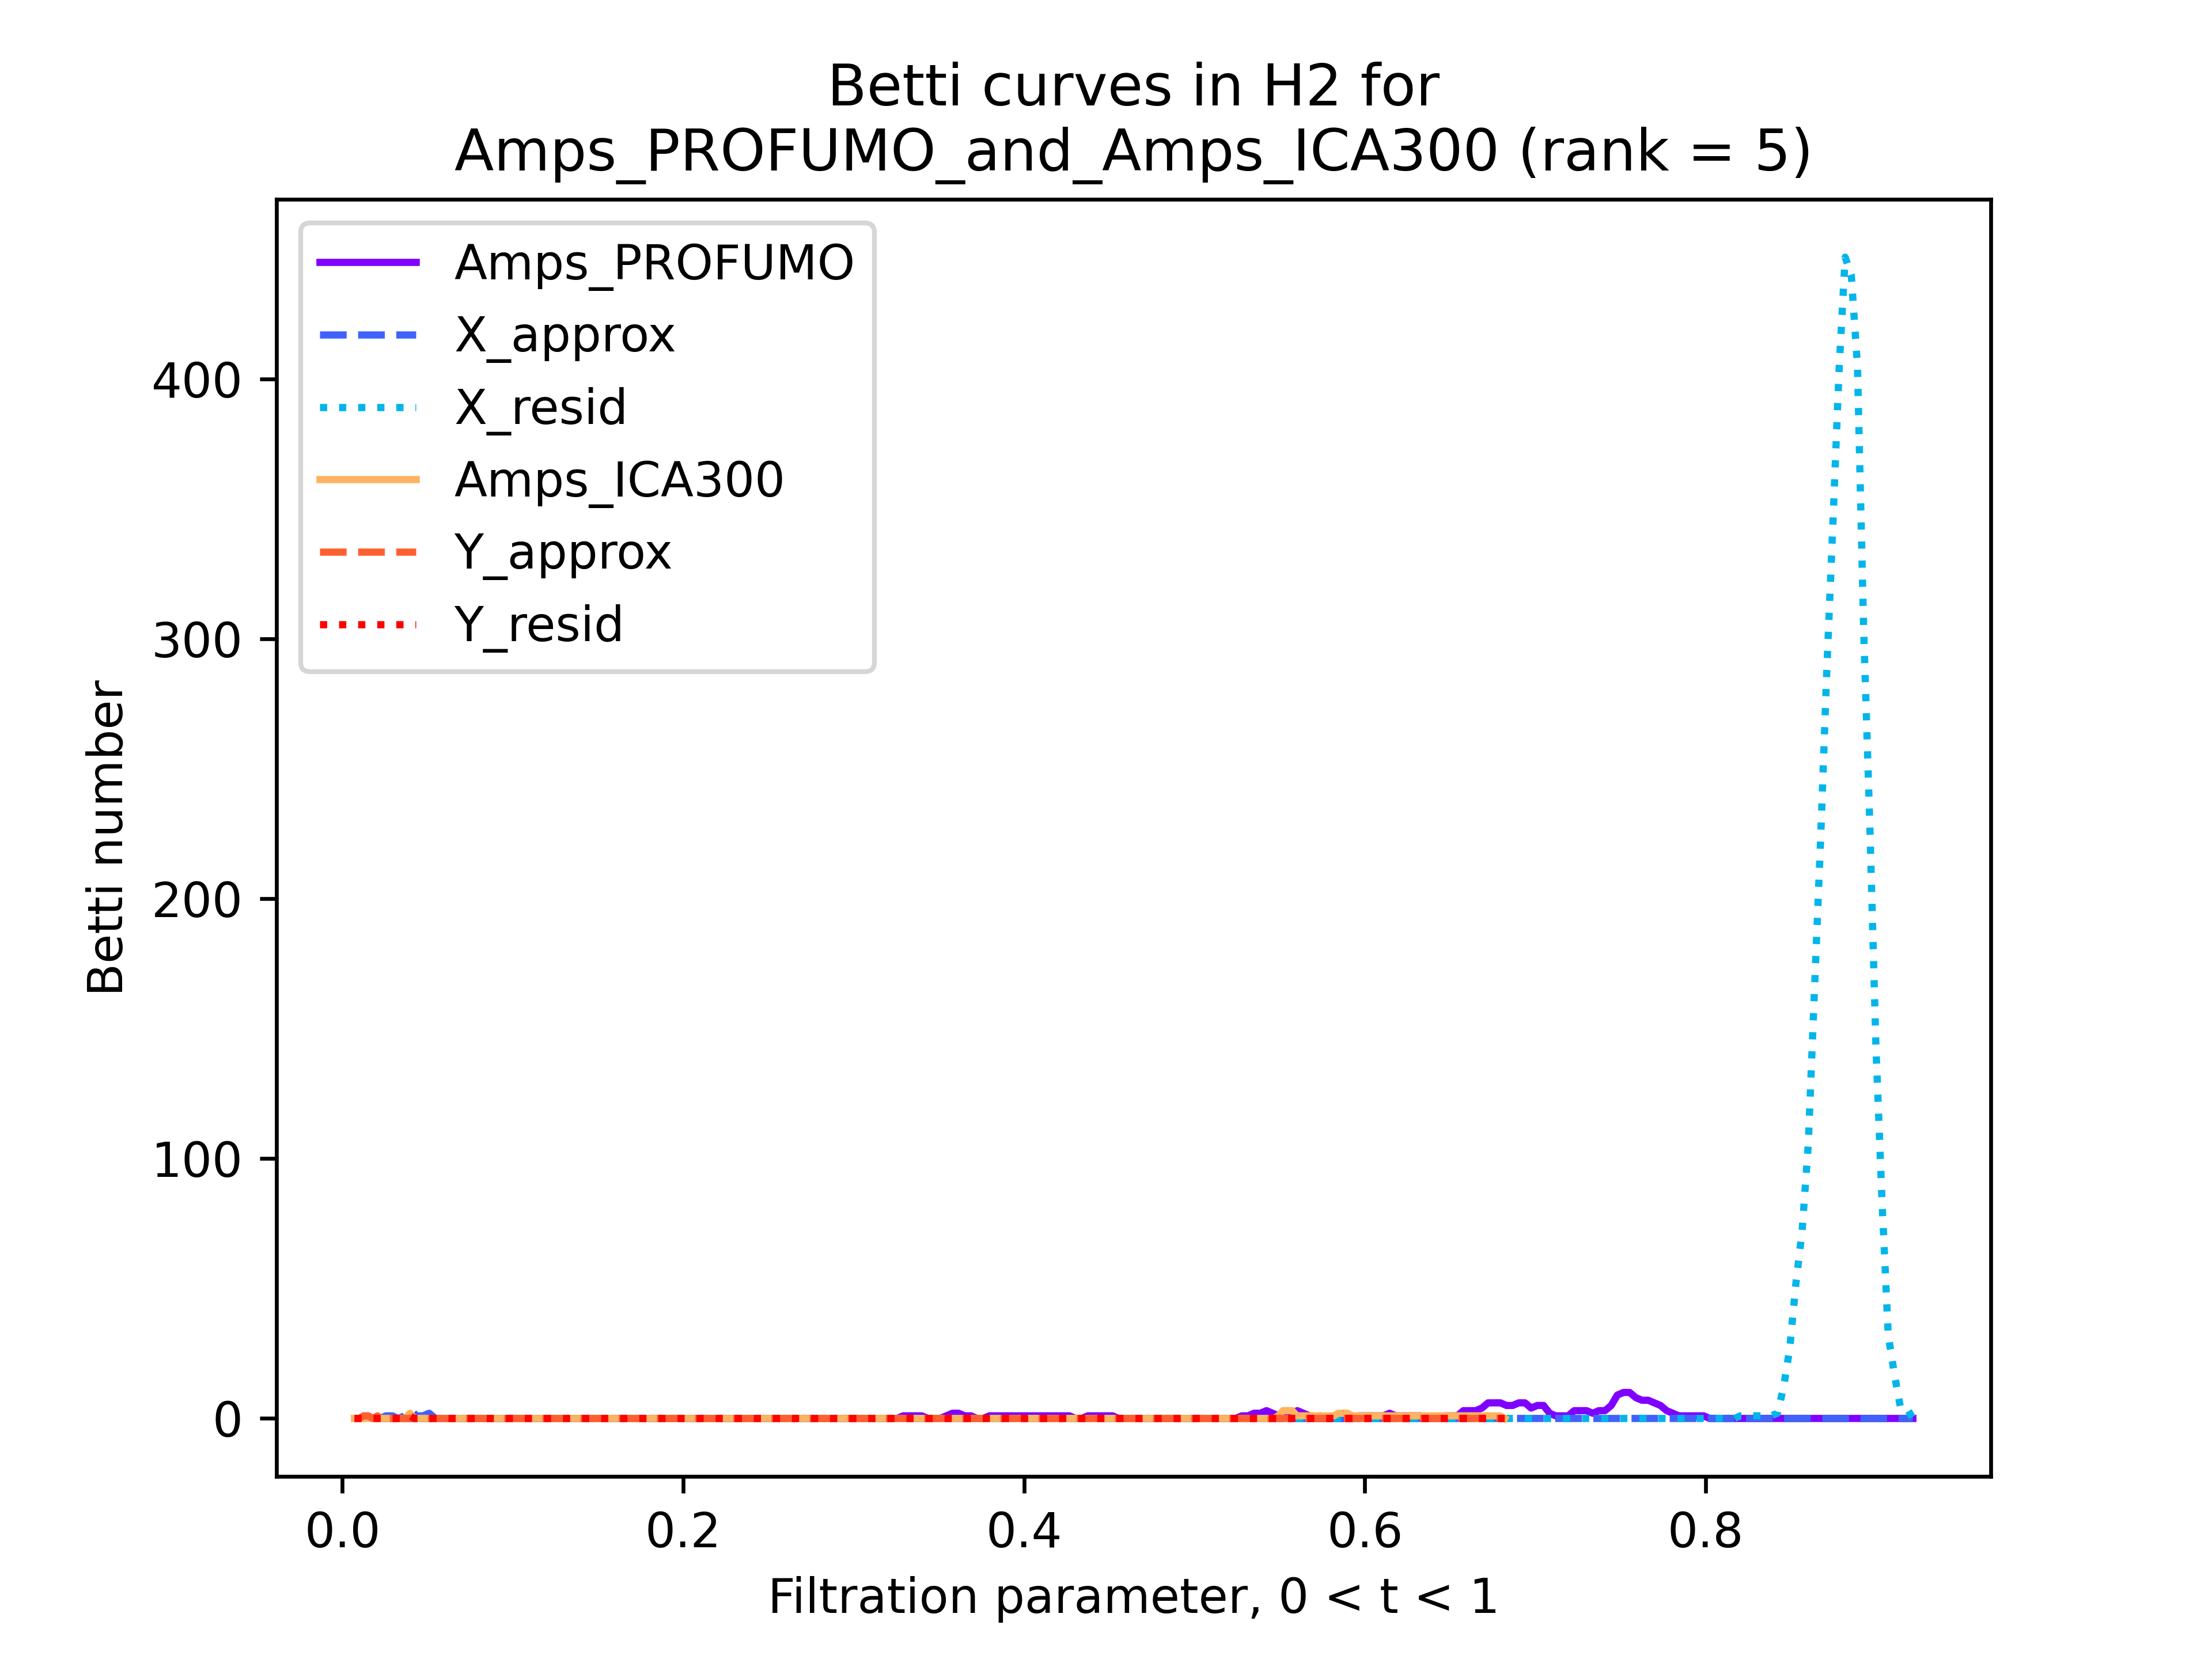 Betti curves in H2 for
Amps_PROFUMO_and_Amps_ICA300 (rank = 5)
Amps_PROFUMO
X_approx
X_resid
Amps_ICA300
Y_approx
Y_resid
Betti number
400
300
200
100
0
0.0 0.2 0.4 0.6 0.8
Filtration parameter, 0 < t < 1